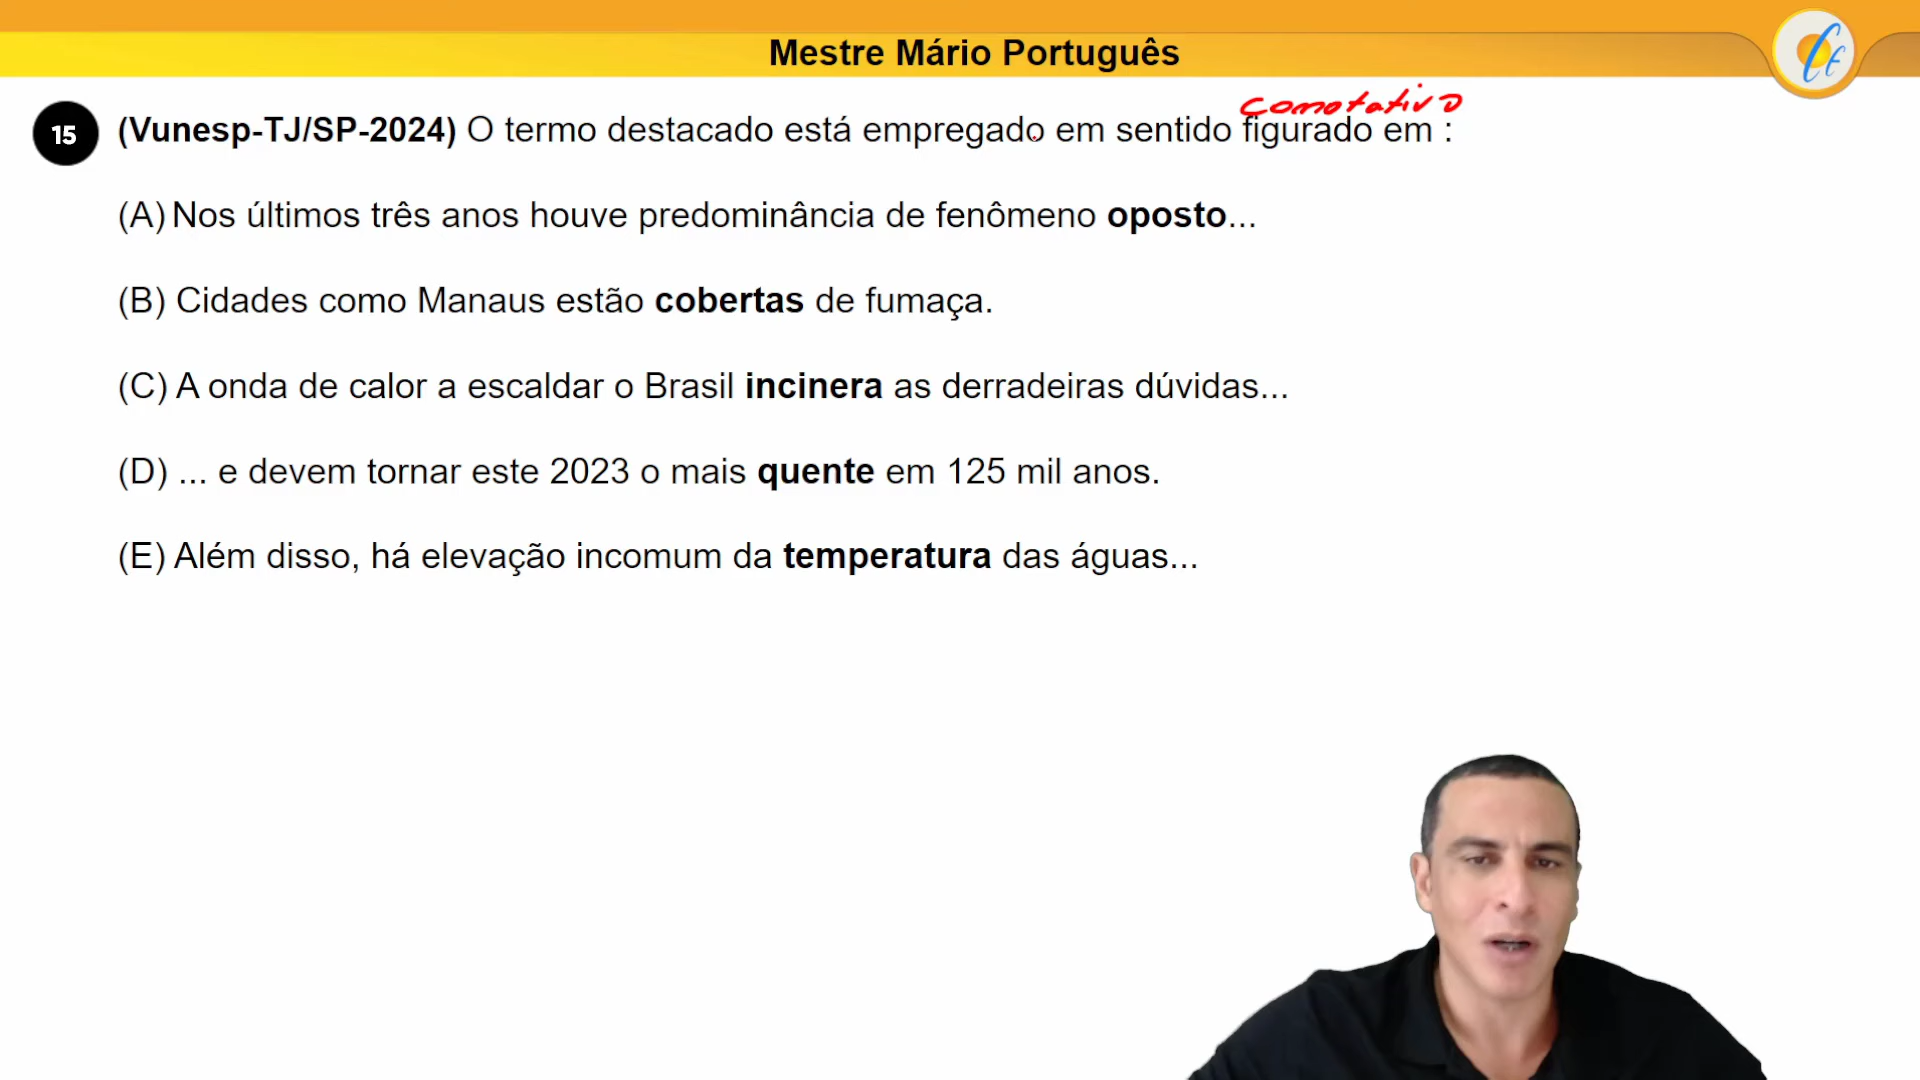 Mestre Mário Português
conotativo
15 (Vunesp-TJ/SP-2024) O termo destacado está empregado em sentido figurado em :
(A) Nos últimos três anos houve predominância de fenômeno oposto...
(B) Cidades como Manaus estão cobertas de fumaça.
(C) A onda de calor a escaldar o Brasil incinera as derradeiras dúvidas...
(D) ... e devem tornar este 2023 o mais quente em 125 mil anos.
(E) Além disso, há elevação incomum da temperatura das águas...